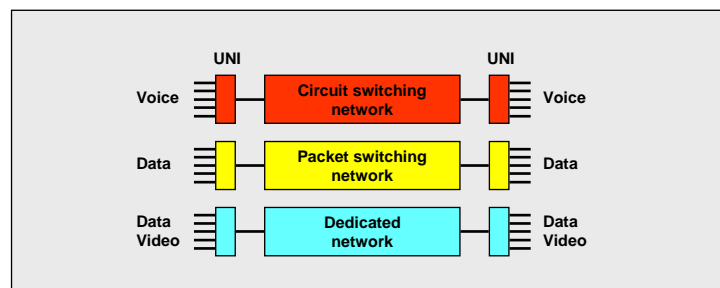 UNI UNI
Voice Circuit switching network Voice
Data Packet switching network Data
Data Video Dedicated network Data Video